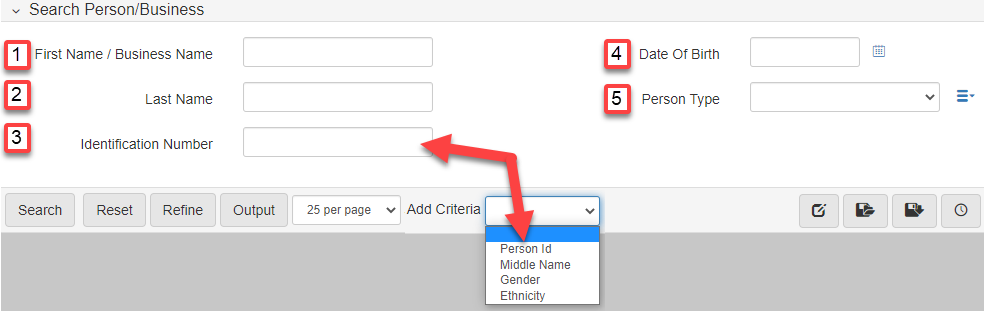 Search Person/Business
1 First Name / Business Name
4 Date Of Birth
2 Last Name
5 Person Type
3 Identification Number
Search Reset Refine Output 25 per page Add Criteria
Person Id
Middle Name
Gender
Ethnicity